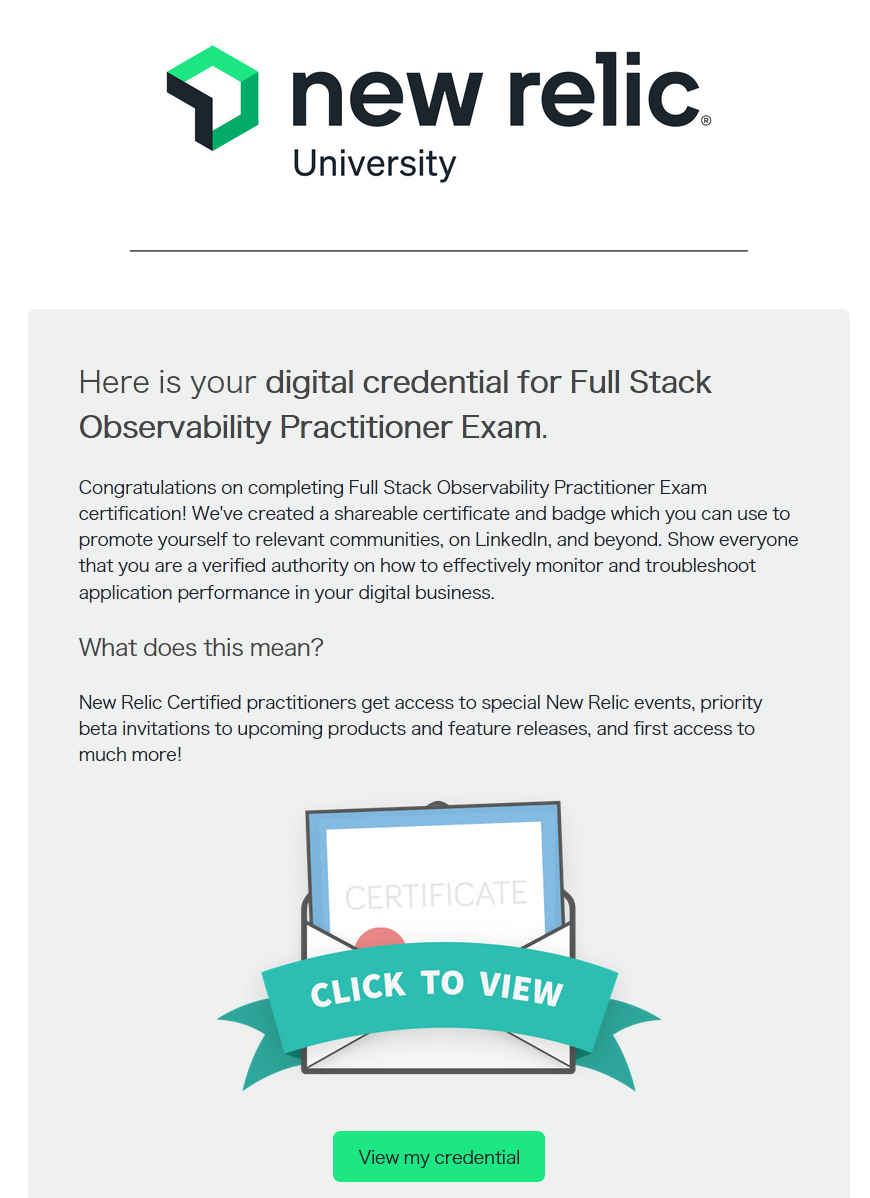 new relic®
University
Here is your digital credential for Full Stack
Observability Practitioner Exam.
Congratulations on completing Full Stack Observability Practitioner Exam
certification! We've created a shareable certificate and badge which you can use to
promote yourself to relevant communities, on LinkedIn, and beyond. Show everyone
that you are a verified authority on how to effectively monitor and troubleshoot
application performance in your digital business.
What does this mean?
New Relic Certified practitioners get access to special New Relic events, priority
beta invitations to upcoming products and feature releases, and first access to
much more!
CERTIFICATE
CLICK TO VIEW
View my credential